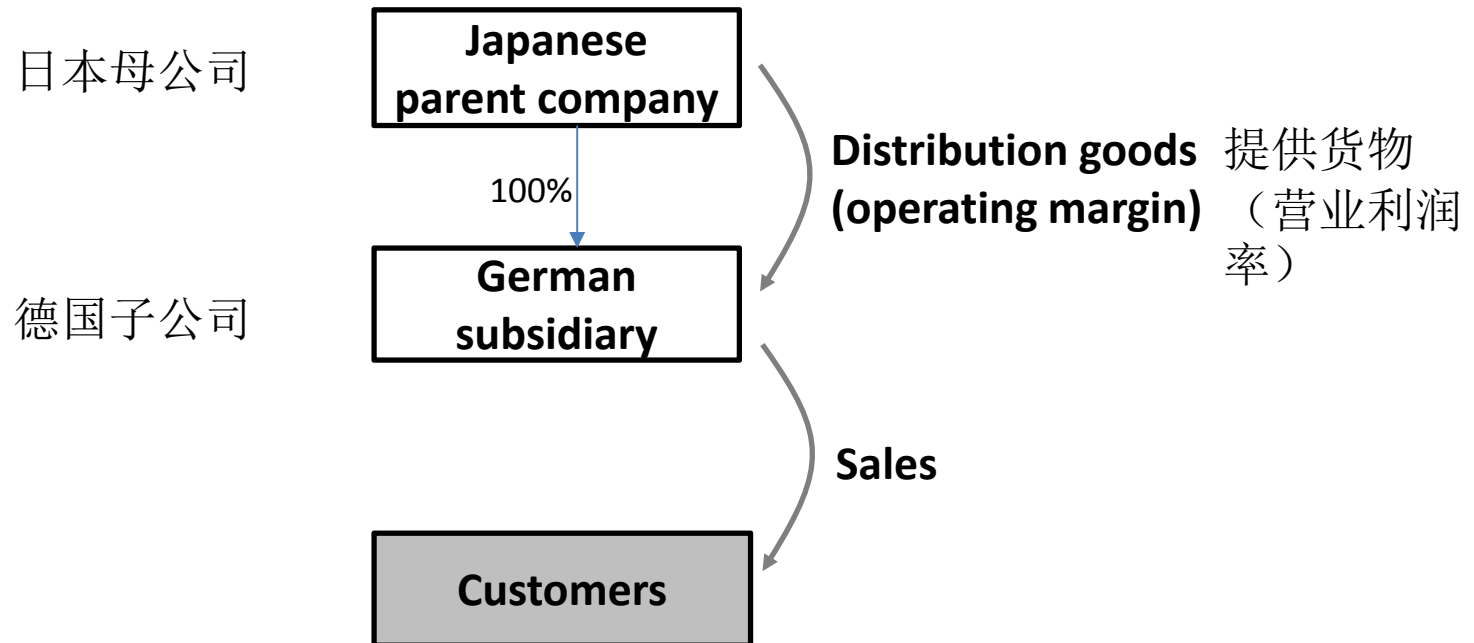 日本母公司
Japanese
parent company
Distribution goods 提供货物
(operating margin) （营业利润
率）
100%
德国子公司
German
subsidiary
Sales
Customers